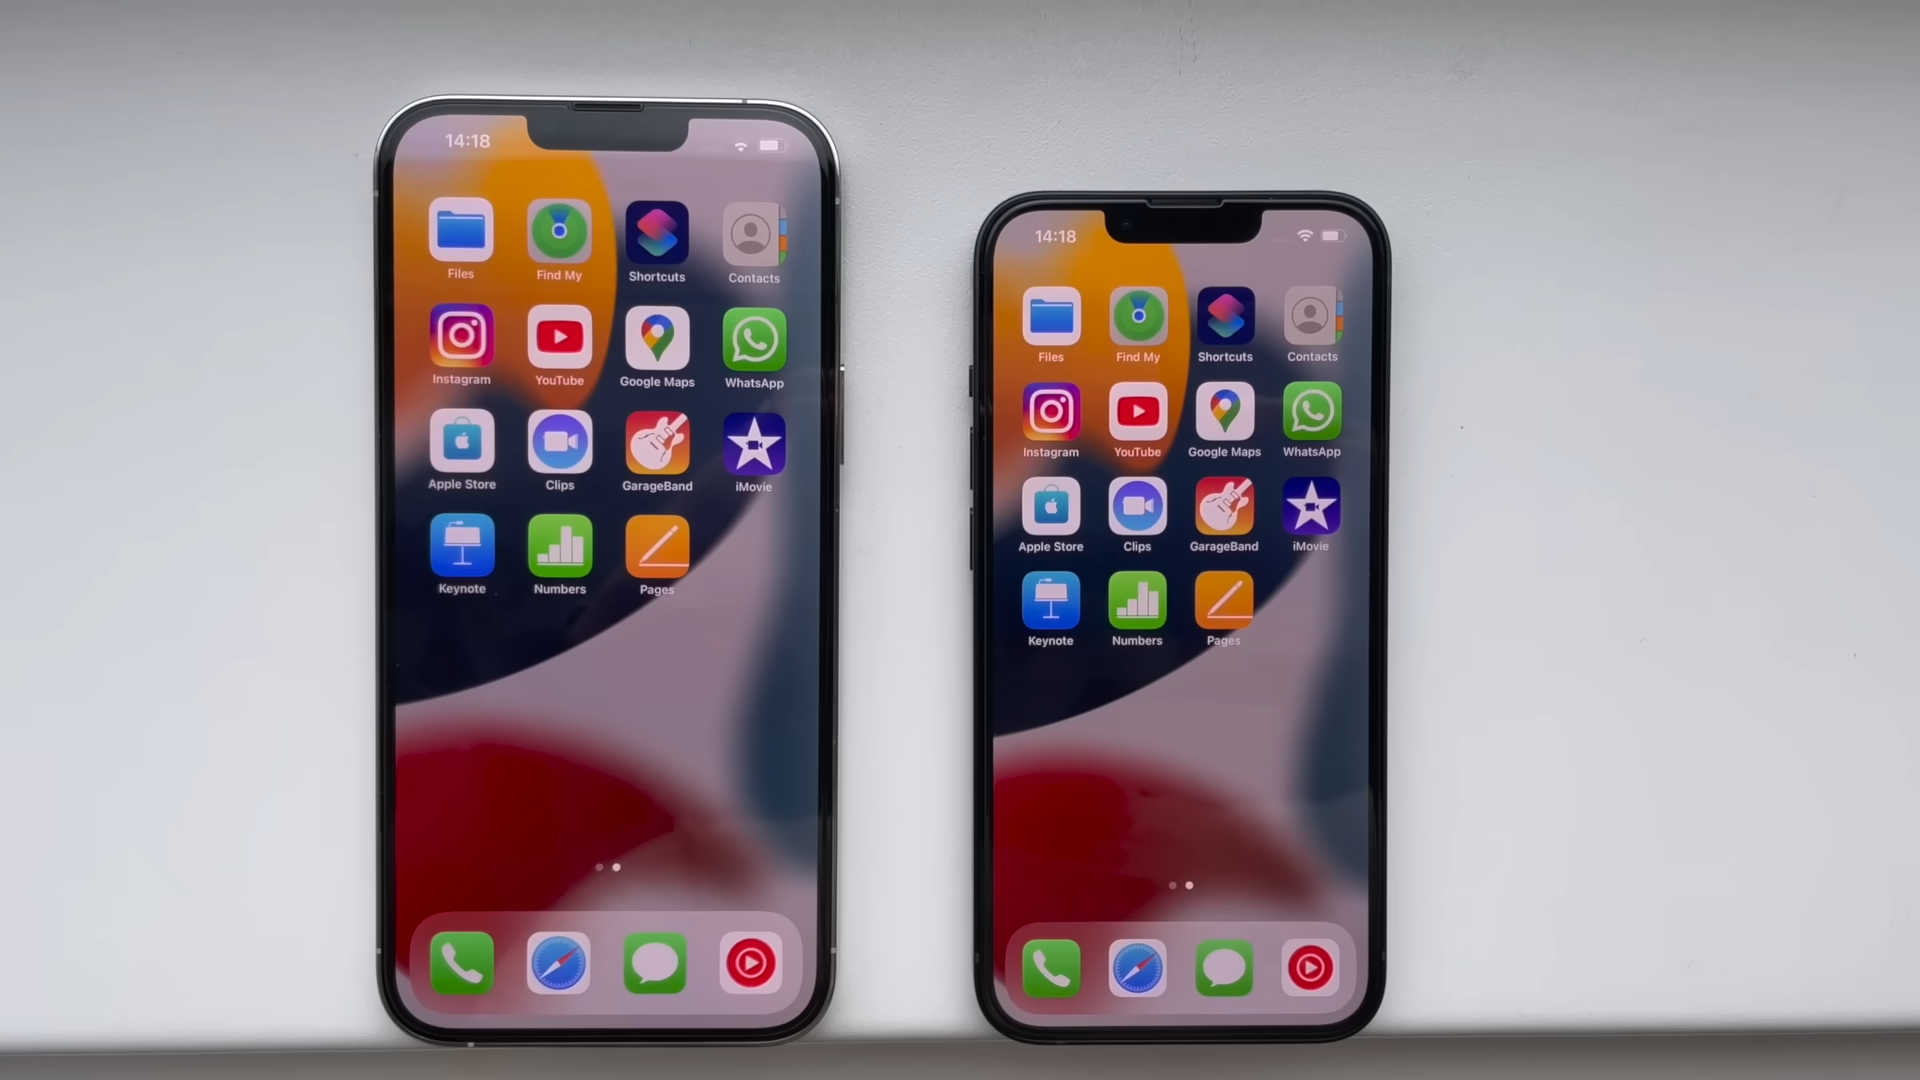 14:18
Files Find My Shortcuts Contacts
Instagram YouTube Google Maps WhatsApp
Apple Store Clips GarageBand iMovie
Keynote Numbers Pages
14:18
Files Find My Shortcuts Contacts
Instagram YouTube Google Maps WhatsApp
Apple Store Clips GarageBand iMovie
Keynote Numbers Pages